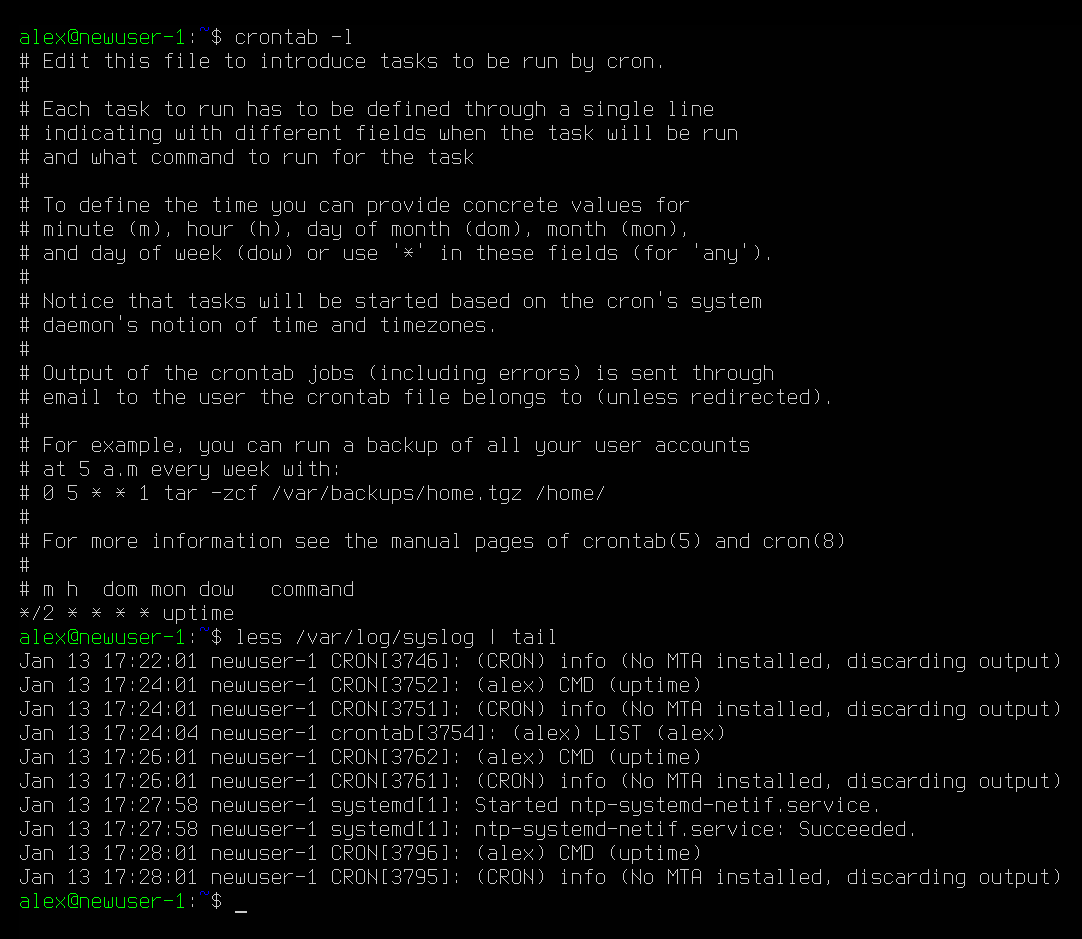 alex@newuser-1:~$ crontab -l
# Edit this file to introduce tasks to be run by cron.
#
# Each task to run has to be defined through a single line
# indicating with different fields when the task will be run
# and what command to run for the task
#
# To define the time you can provide concrete values for
# minute (m), hour (h), day of month (dom), month (mon),
# and day of week (dow) or use '*' in these fields (for 'any').
#
# Notice that tasks will be started based on the cron's system
# daemon's notion of time and timezones.
#
# Output of the crontab jobs (including errors) is sent through
# email to the user the crontab file belongs to (unless redirected).
#
# For example, you can run a backup of all your user accounts
# at 5 a.m every week with:
# 0 5 * * 1 tar -zcf /var/backups/home.tgz /home/
#
# For more information see the manual pages of crontab(5) and cron(8)
#
# m h  dom mon dow   command
*/2 * * * * uptime
alex@newuser-1:~$ less /var/log/syslog | tail
Jan 13 17:22:01 newuser-1 CRON[3746]: (CRON) info (No MTA installed, discarding output)
Jan 13 17:24:01 newuser-1 CRON[3752]: (alex) CMD (uptime)
Jan 13 17:24:01 newuser-1 CRON[3751]: (CRON) info (No MTA installed, discarding output)
Jan 13 17:24:04 newuser-1 crontab[3754]: (alex) LIST (alex)
Jan 13 17:26:01 newuser-1 CRON[3762]: (alex) CMD (uptime)
Jan 13 17:26:01 newuser-1 CRON[3761]: (CRON) info (No MTA installed, discarding output)
Jan 13 17:27:58 newuser-1 systemd[1]: Started ntp-systemd-netif.service.
Jan 13 17:27:58 newuser-1 systemd[1]: ntp-systemd-netif.service: Succeeded.
Jan 13 17:28:01 newuser-1 CRON[3796]: (alex) CMD (uptime)
Jan 13 17:28:01 newuser-1 CRON[3795]: (CRON) info (No MTA installed, discarding output)
alex@newuser-1:~$ _